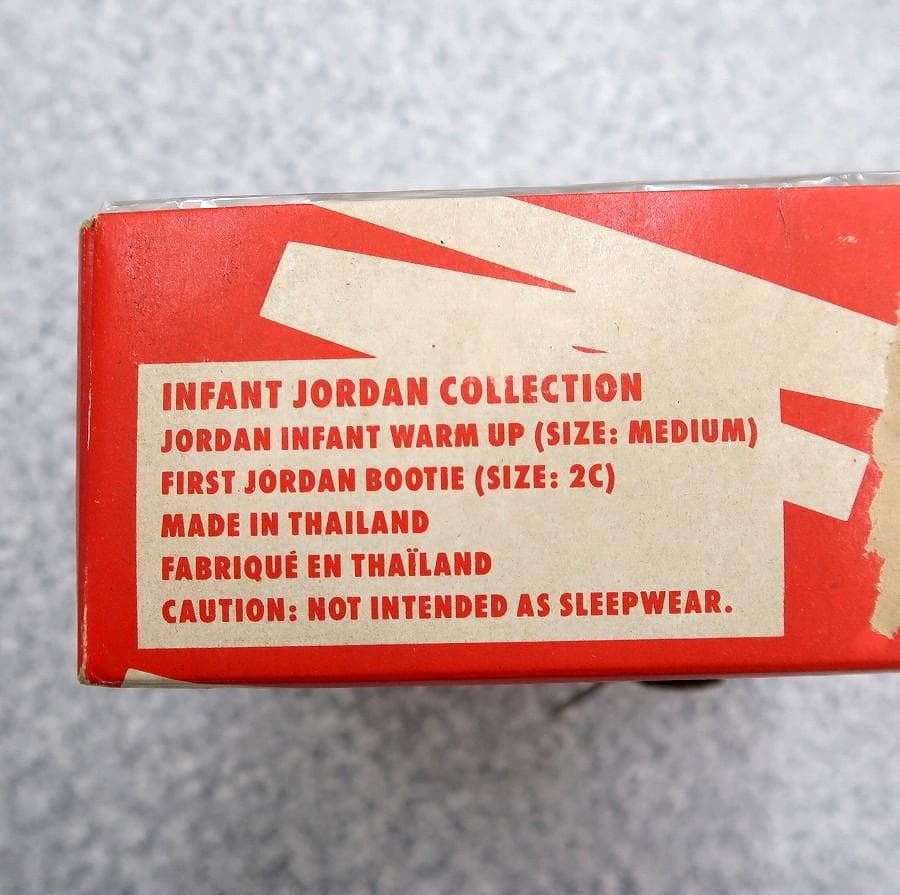 INFANT JORDAN COLLECTION
JORDAN INFANT WARM UP (SIZE: MEDIUM)
FIRST JORDAN BOOTIE (SIZE: 2C)
MADE IN THAILAND
FABRIQUÉ EN THAÏLAND
CAUTION: NOT INTENDED AS SLEEPWEAR.